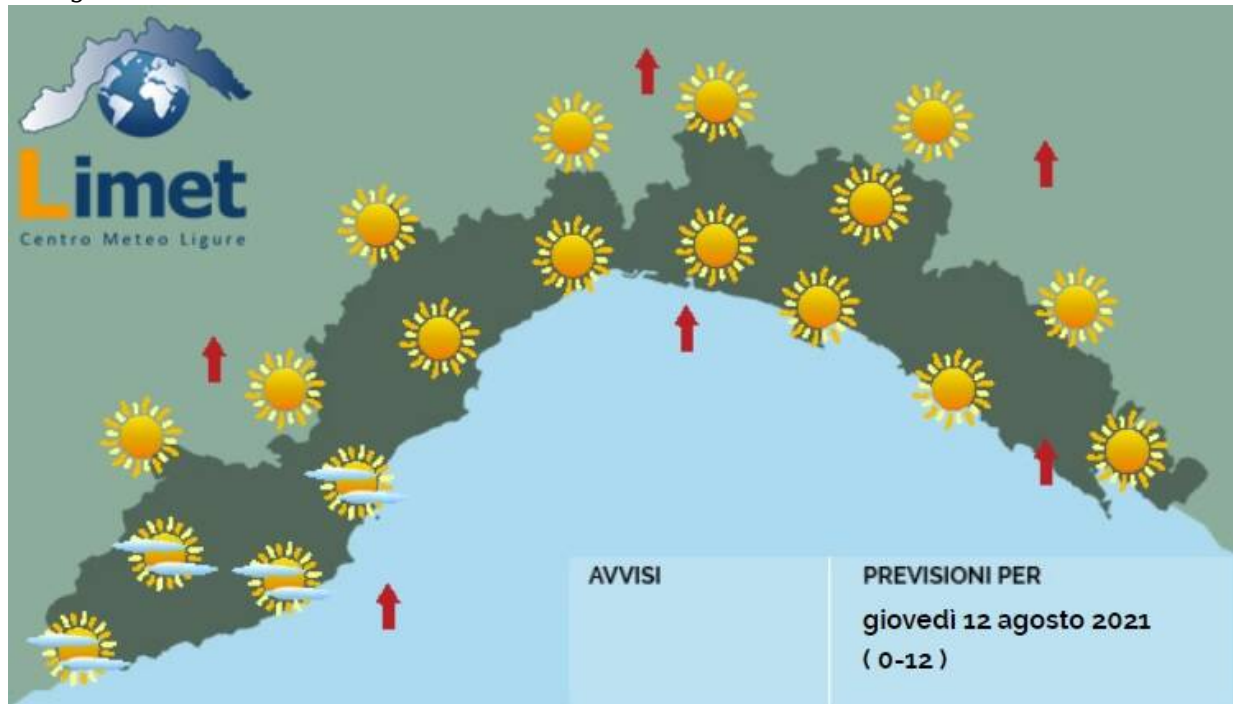 Limet
Centro Meteo Ligure
AVVISI
PREVISIONI PER
giovedì 12 agosto 2021
( 0-12 )